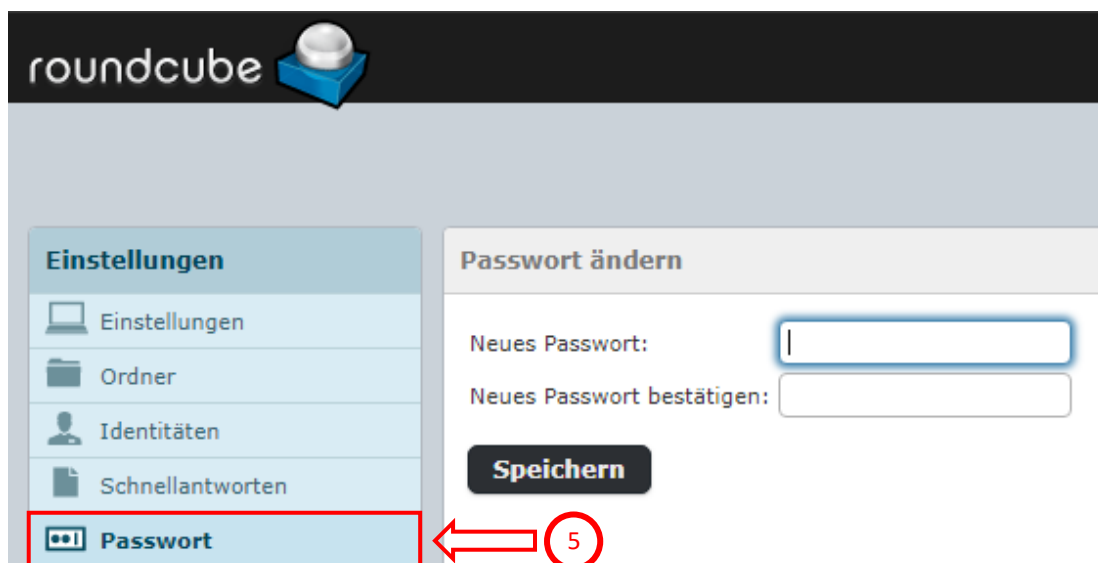 roundcube
Einstellungen
Einstellungen
Ordner
Identitäten
Schnellantworten
Passwort
5
Passwort ändern
Neues Passwort:
Neues Passwort bestätigen:
Speichern